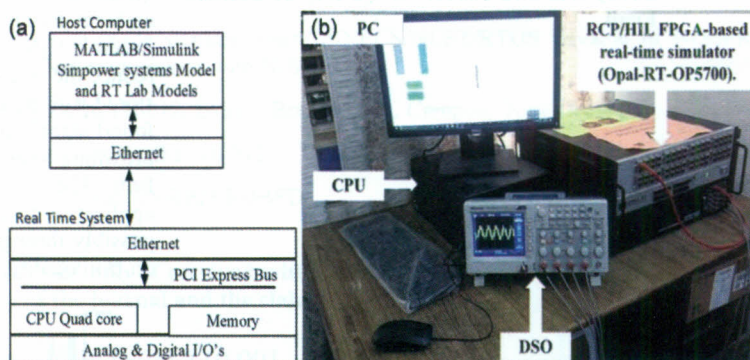 (a)
Host Computer
MATLAB/Simulink
Simpower systems Model
and RT Lab Models
Ethernet
Real Time System
Ethernet
PCI Express Bus
CPU Quad core
Memory
Analog & Digital I/O's
(b)
PC
RCP/HIL FPGA-based
real-time simulator
(Opal-RT-OP5700).
CPU
DSO